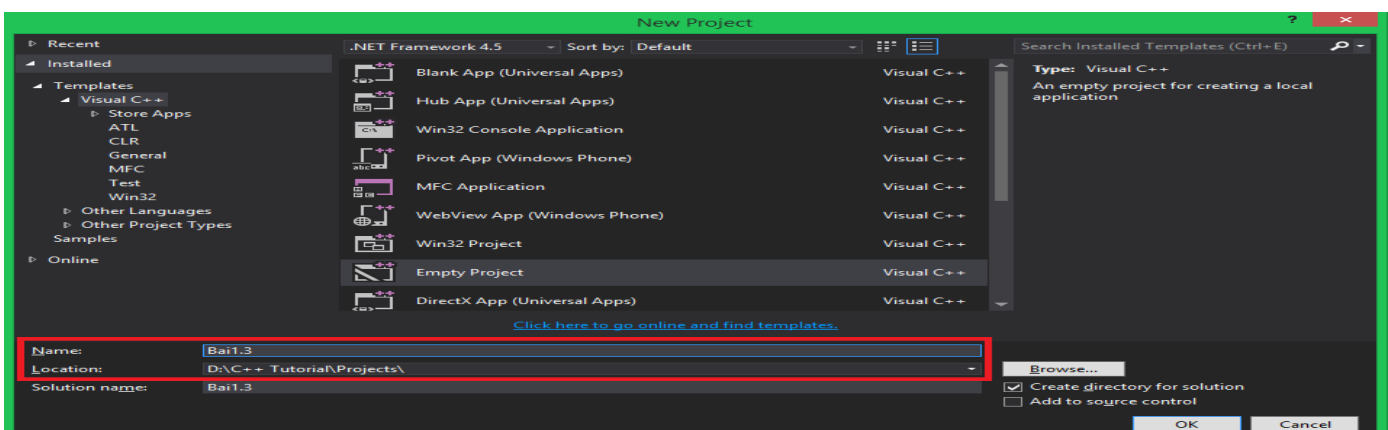 New Project
?
Recent
Installed
Templates
Visual C++
Store Apps
ATL
CLR
General
MFC
Test
Win32
Other Languages
Other Project Types
Samples
Online
.NET Framework 4.5
Sort by: Default
Blank App (Universal Apps) Visual C++
Hub App (Universal Apps) Visual C++
Win32 Console Application Visual C++
Pivot App (Windows Phone) Visual C++
MFC Application Visual C++
WebView App (Windows Phone) Visual C++
Win32 Project Visual C++
Empty Project Visual C++
DirectX App (Universal Apps) Visual C++
Click here to go online and find templates.
Search Installed Templates (Ctrl+E)
Type: Visual C++
An empty project for creating a local
application
Name: Bai1.3
Location: D:\C++ Tutorial\Projects\
Solution name: Bai1.3
Browse...
Create directory for solution
Add to source control
OK Cancel